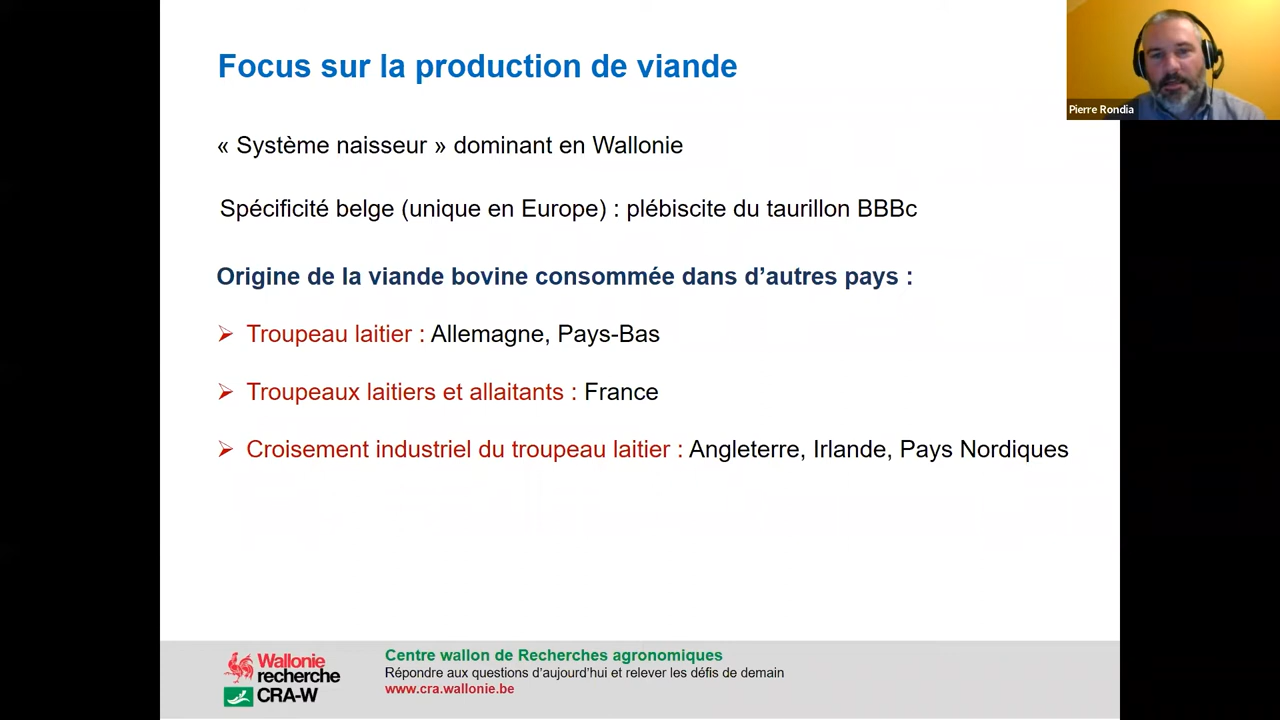 Focus sur la production de viande
Pierre Rondia
« Système naisseur » dominant en Wallonie
Spécificité belge (unique en Europe) : plébiscite du taurillon BBBc
Origine de la viande bovine consommée dans d’autres pays :
Troupeau laitier : Allemagne, Pays-Bas
Troupeaux laitiers et allaitants : France
Croisement industriel du troupeau laitier : Angleterre, Irlande, Pays Nordiques
Wallonie
recherche
CRA-W
Centre wallon de Recherches agronomiques
Répondre aux questions d’aujourd’hui et relever les défis de demain
www.cra.wallonie.be